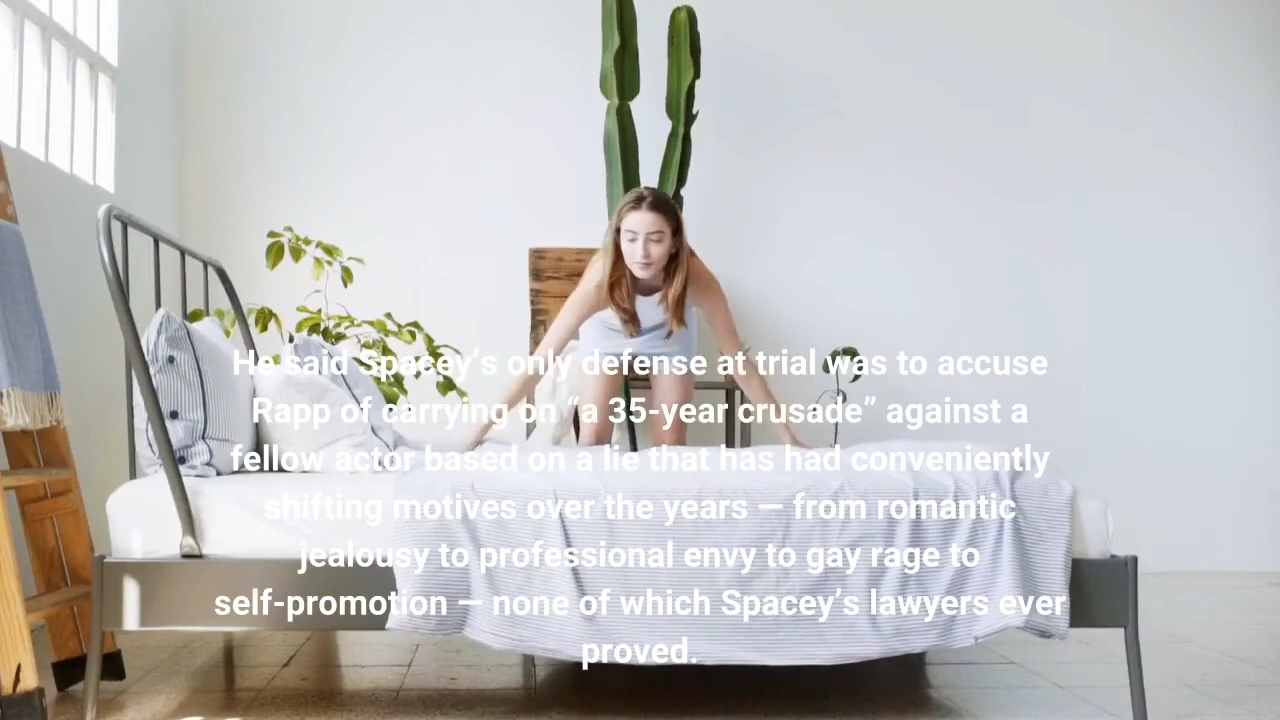 He said Spacey’s only defense at trial was to accuse
Rapp of carrying on “a 35-year crusade” against a
fellow actor based on a lie that has had conveniently
shifting motives over the years — from romantic
jealousy to professional envy to gay rage to
self-promotion — none of which Spacey’s lawyers ever
proved.